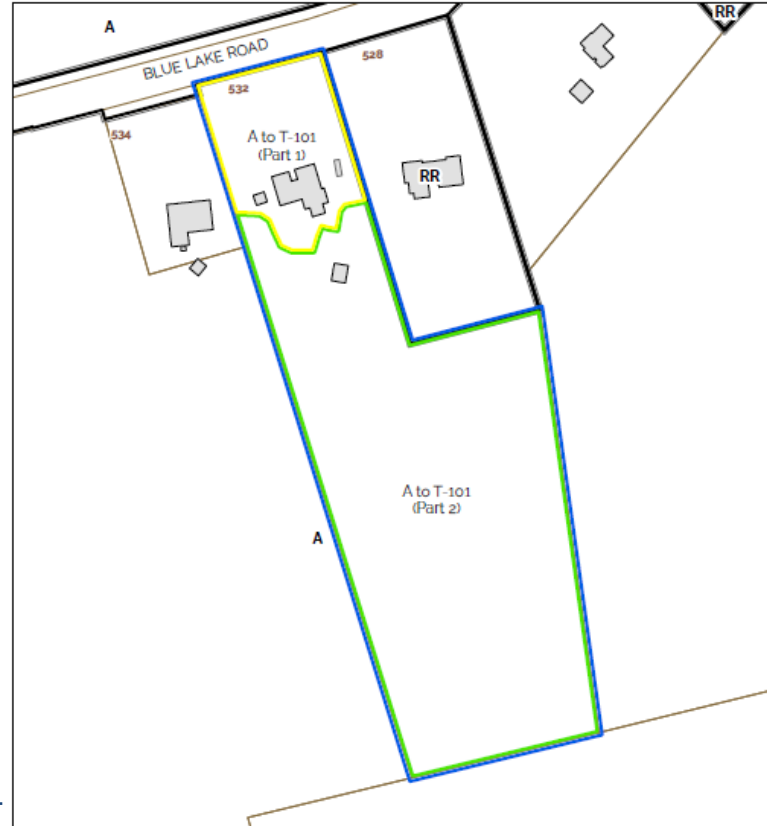 RR
A
BLUE LAKE ROAD
528
532
534
A to T-101
(Part 1)
RR
A to T-101
(Part 2)
A